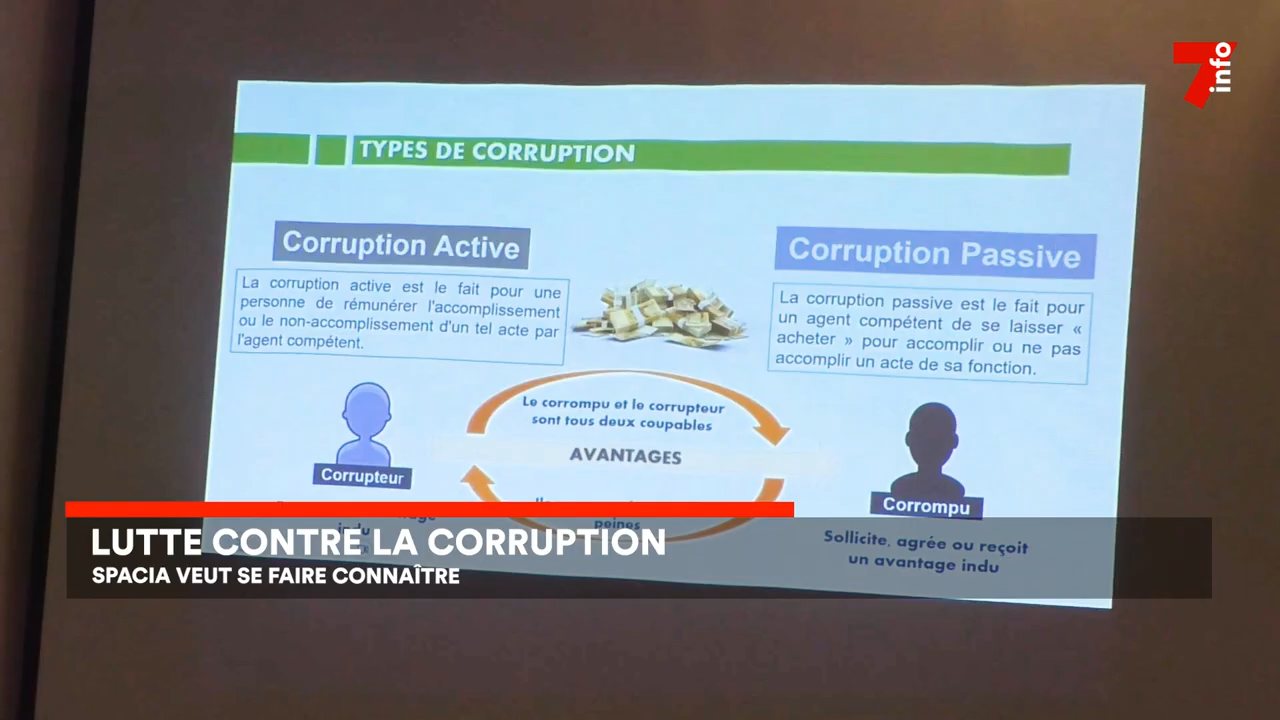 7info
TYPES DE CORRUPTION
Corruption Active
La corruption active est le fait pour une
personne de rémunérer l'accomplissement
ou le non-accomplissement d'un tel acte par
l'agent compétent.
Corruption Passive
La corruption passive est le fait pour
un agent compétent de se laisser «
acheter » pour accomplir ou ne pas
accomplir un acte de sa fonction.
Le corrompu et le corrupteur
sont tous deux coupables
AVANTAGES
Corrupteur
indu
peines
Corrompu
Sollicite, agrée ou reçoit
un avantage indu
LUTTE CONTRE LA CORRUPTION
SPACIA VEUT SE FAIRE CONNAÎTRE